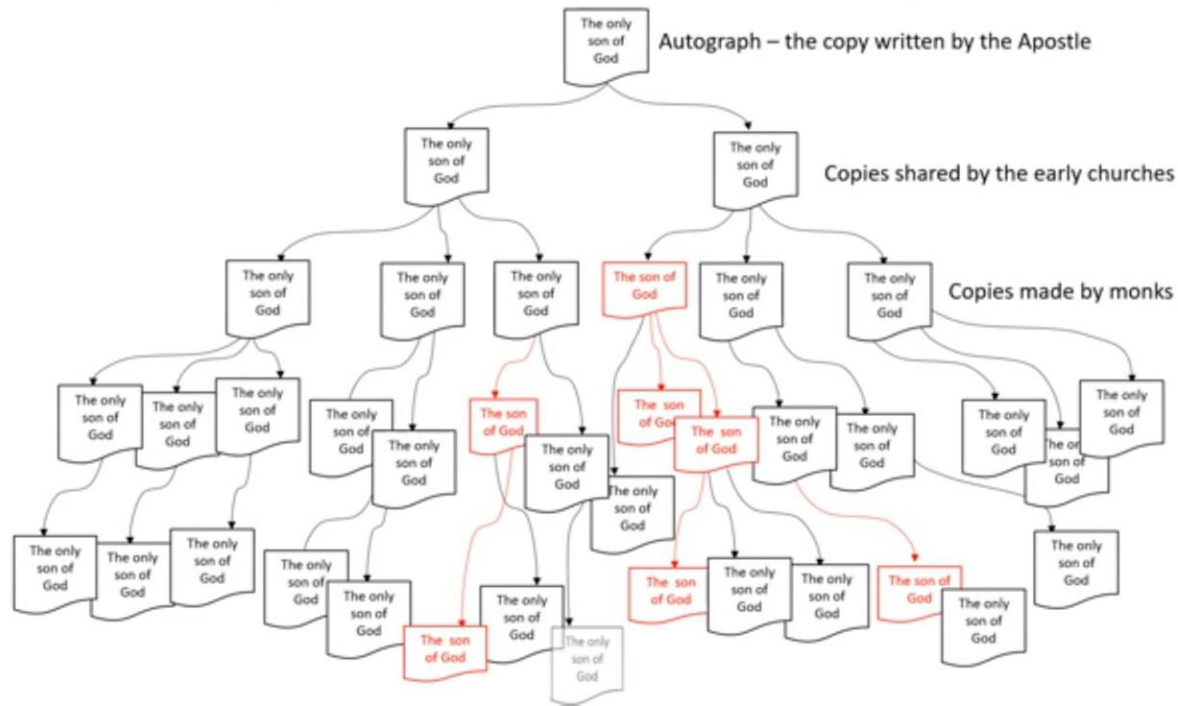 The only
son of
God
Autograph – the copy written by the Apostle
The only
son of
God
The only
son of
God
Copies shared by the early churches
The only
son of
God
The only
son of
God
The only
son of
God
The son of
God
The only
son of
God
The only
son of
God
Copies made by monks
The only
son of
God
The only
son of
God
The only
son of
God
The only
son of
God
The only
son of
God
The son
of God
The only
son of
God
The only
son of
God
The son
of
The son
of God
The only
son of
God
The only
son of
God
The only
son of
God
The
son of
God
The only
son of
God
The only
son of
God
The only
son of
God
The only
son of
God
The only
son of
God
The only
son of
God
The son
of God
The only
son of
God
The only
son of
God
The son
of God
The only
son of
God
The only
son of
God
The son of
God
The only
son of
God
The only
son of
God